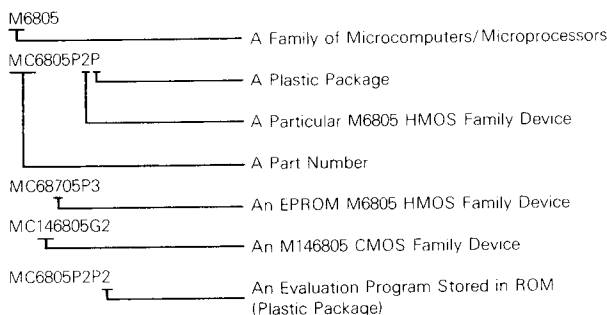 M6805
A Family of Microcomputers/Microprocessors
MC6805P2P
A Plastic Package
A Particular M6805 HMOS Family Device
A Part Number
MC68705P3
An EPROM M6805 HMOS Family Device
MC146805G2
An M146805 CMOS Family Device
MC6805P2P2
An Evaluation Program Stored in ROM
(Plastic Package)